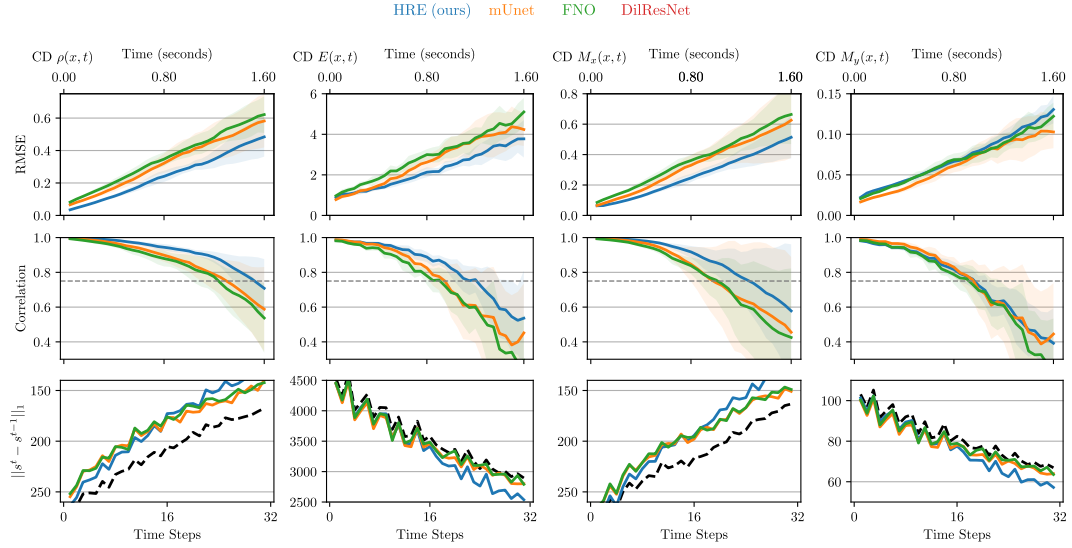 HRE (ours) mUnet FNO DilResNet
CD ρ(x, t) Time (seconds) CD E(x, t) Time (seconds) CD Mx(x, t) Time (seconds) CD My(x, t) Time (seconds)
0.00 0.80 1.60 0.00 0.80 1.60 0.00 0.80 1.60 0.00 0.80 1.60
RMSE
0.6 0.4 0.2 0.0
6 4 2 0
0.8 0.6 0.4 0.2 0.0
0.15 0.10 0.05 0.00
Correlation
1.0 0.8 0.6 0.4
1.0 0.8 0.6 0.4
1.0 0.8 0.6 0.4
1.0 0.8 0.6 0.4
||s^t − s^{t−1}||_1
150 200 250
4500 4000 3500 3000 2500
150 200 250
100 80 60
0 16 32 0 16 32 0 16 32 0 16 32
Time Steps Time Steps Time Steps Time Steps